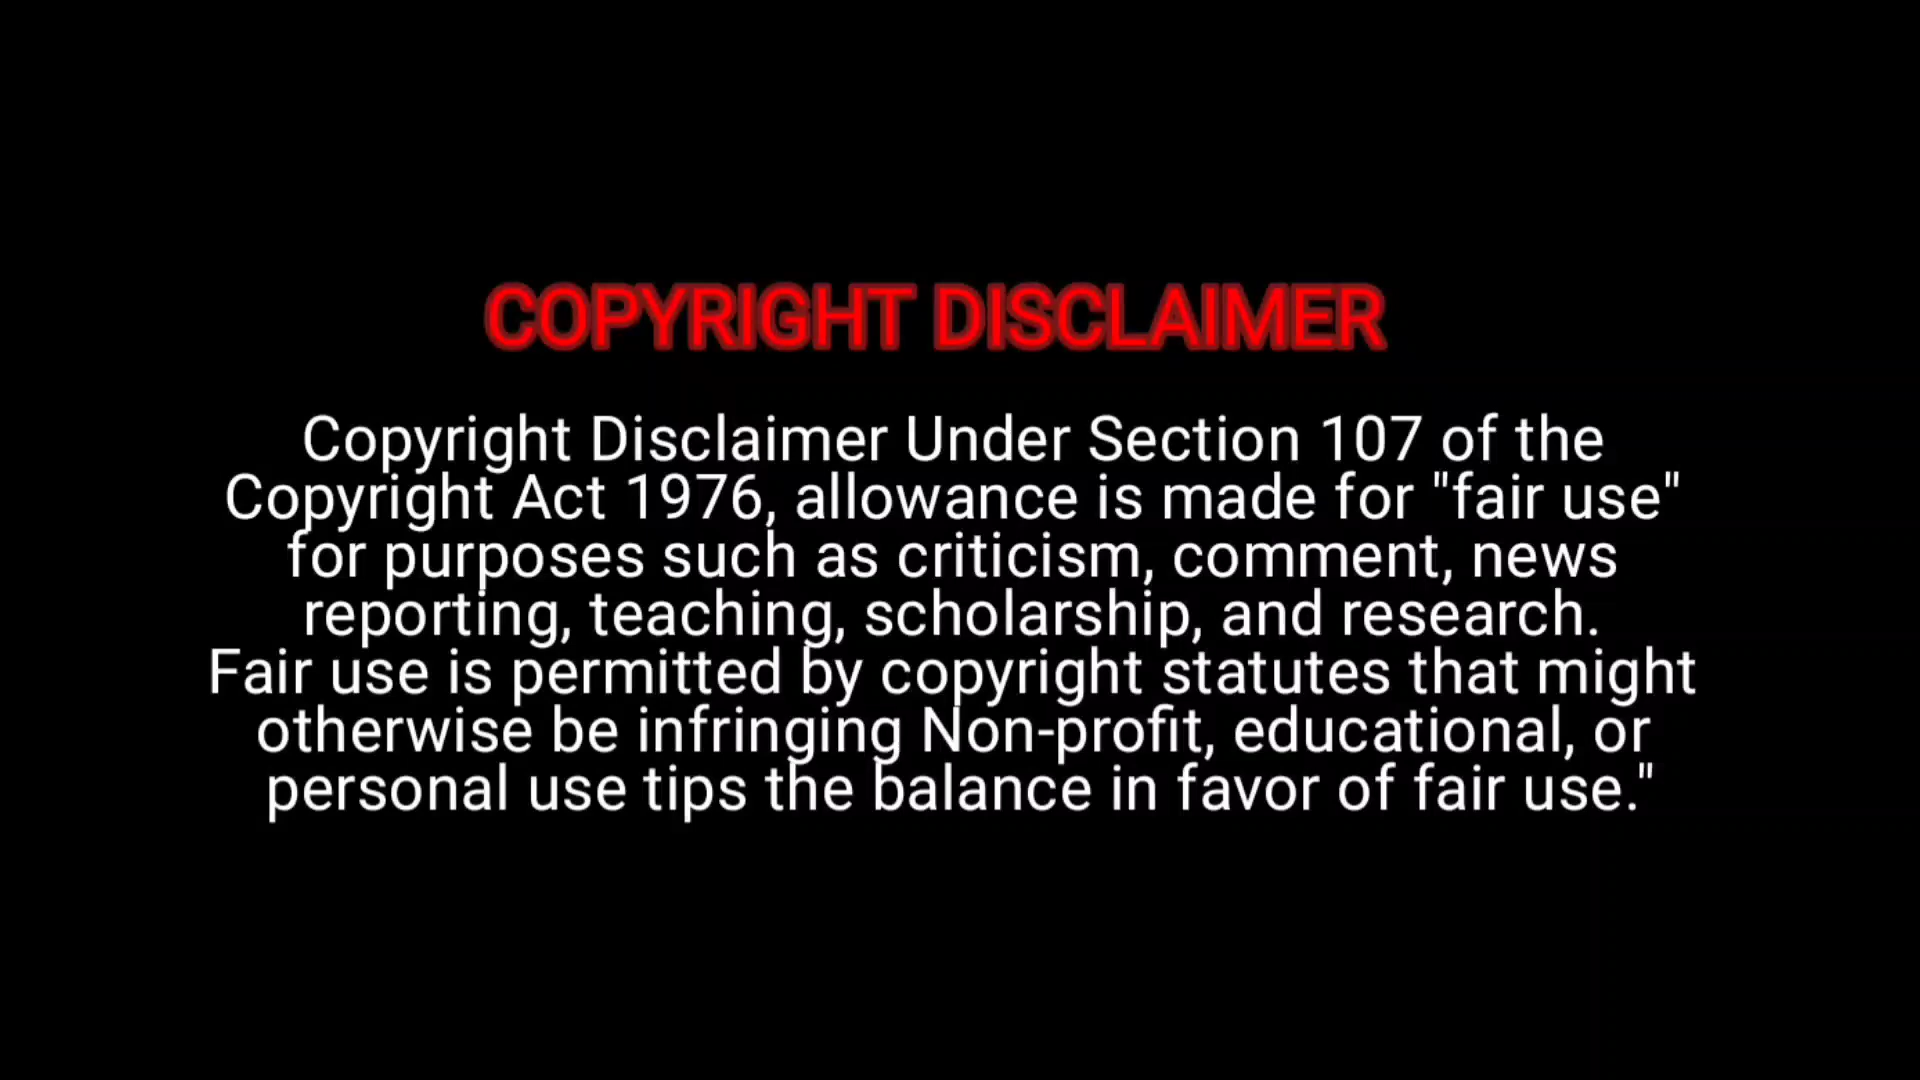 COPYRIGHT DISCLAIMER
Copyright Disclaimer Under Section 107 of the
Copyright Act 1976, allowance is made for "fair use"
for purposes such as criticism, comment, news
reporting, teaching, scholarship, and research.
Fair use is permitted by copyright statutes that might
otherwise be infringing Non-profit, educational, or
personal use tips the balance in favor of fair use."